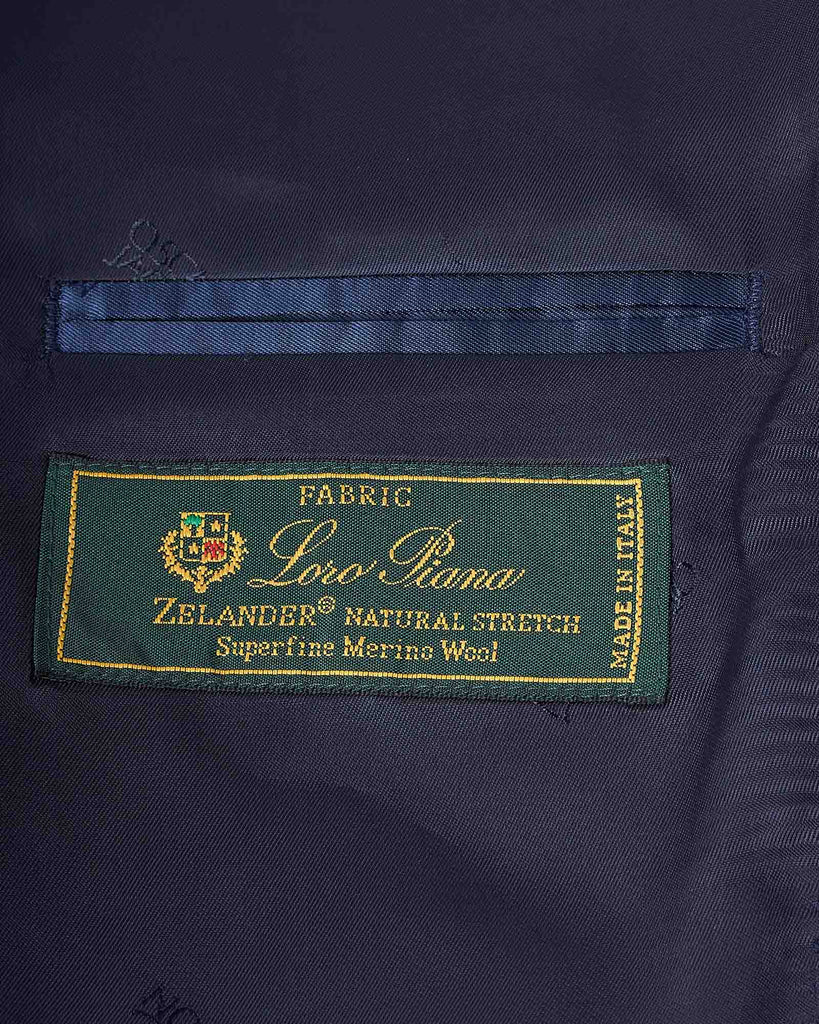 FABRIC
Loro Piana
ZELANDER® NATURAL STRETCH
Superfine Merino Wool
MADE IN ITALY